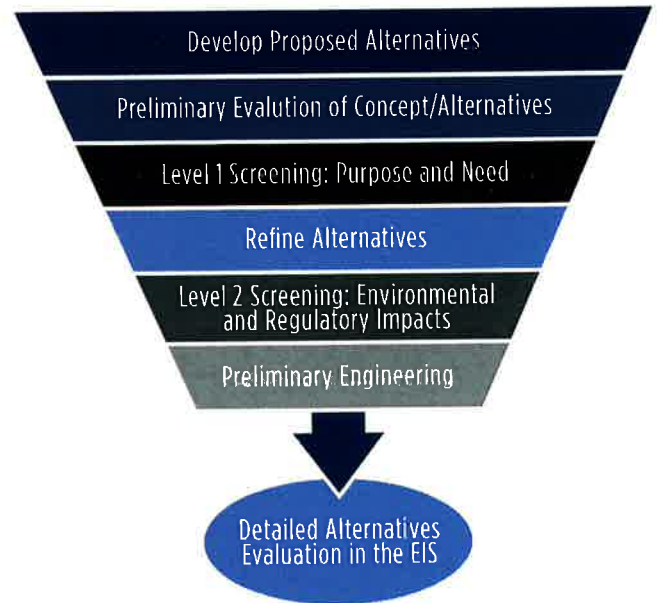 Develop Proposed Alternatives
Preliminary Evalution of Concept/Alternatives
Level 1 Screening: Purpose and Need
Refine Alternatives
Level 2 Screening: Environmental
and Regulatory Impacts
Preliminary Engineering
Detailed Alternatives
Evaluation in the EIS